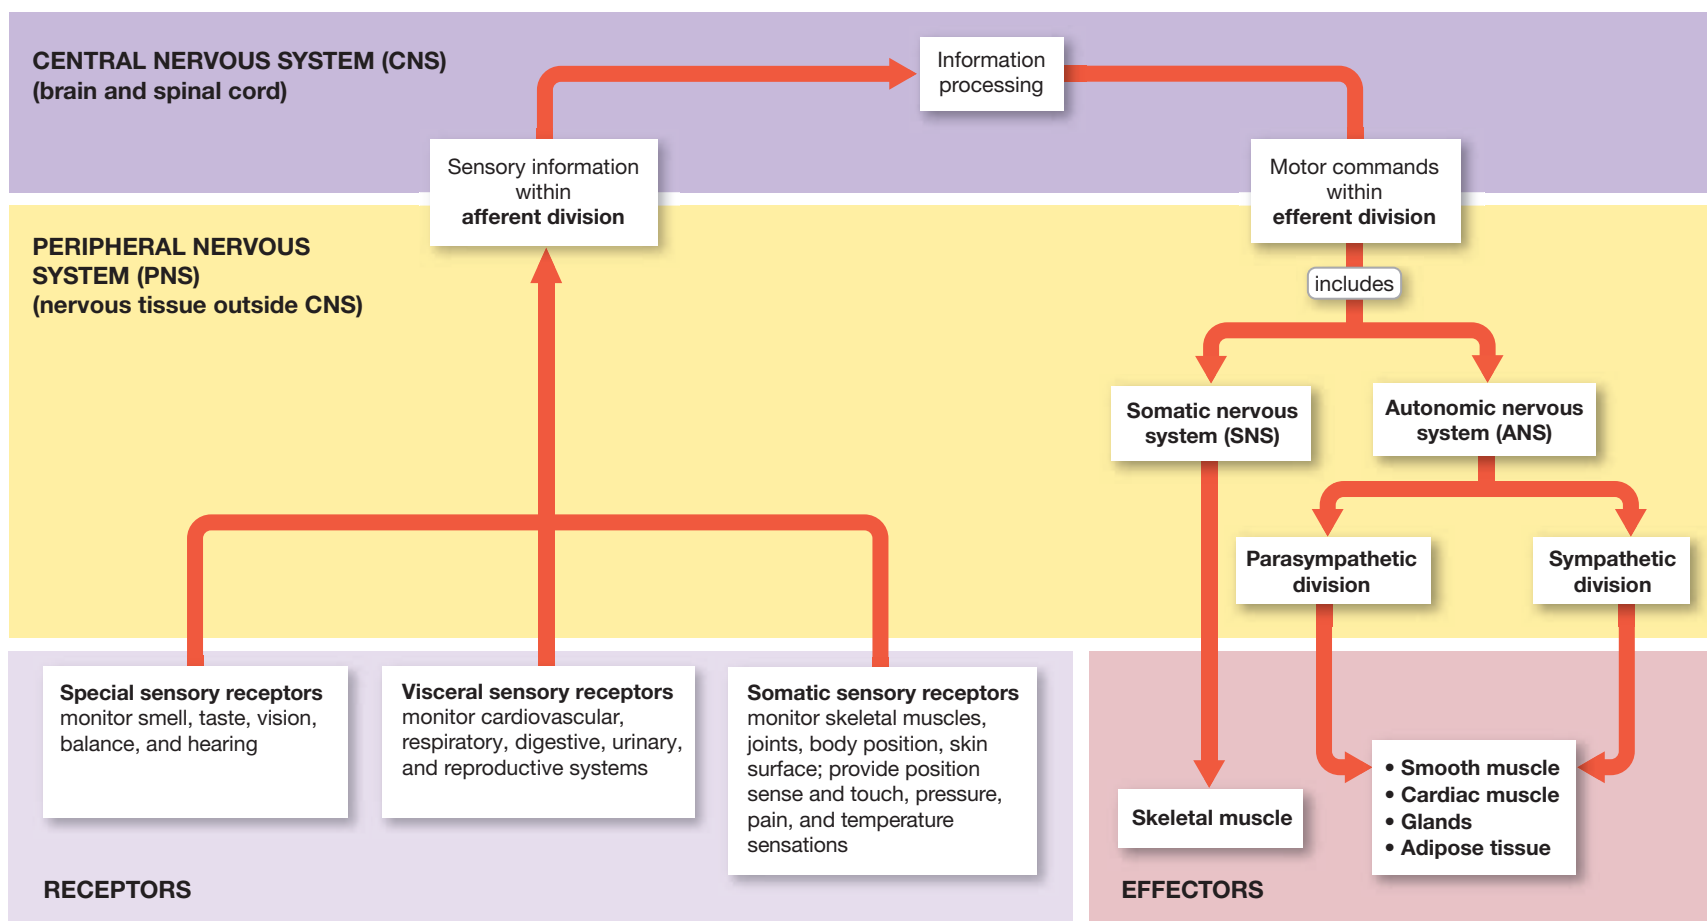 CENTRAL NERVOUS SYSTEM (CNS)
(brain and spinal cord)
Information
processing
Sensory information
within
afferent division
Motor commands
within
efferent division
PERIPHERAL NERVOUS
SYSTEM (PNS)
(nervous tissue outside CNS)
includes
Somatic nervous
system (SNS)
Autonomic nervous
system (ANS)
Parasympathetic
division
Sympathetic
division
Special sensory receptors
monitor smell, taste, vision,
balance, and hearing
Visceral sensory receptors
monitor cardiovascular,
respiratory, digestive, urinary,
and reproductive systems
Somatic sensory receptors
monitor skeletal muscles,
joints, body position, skin
surface; provide position
sense and touch, pressure,
pain, and temperature
sensations
Skeletal muscle
• Smooth muscle
• Cardiac muscle
• Glands
• Adipose tissue
RECEPTORS
EFFECTORS